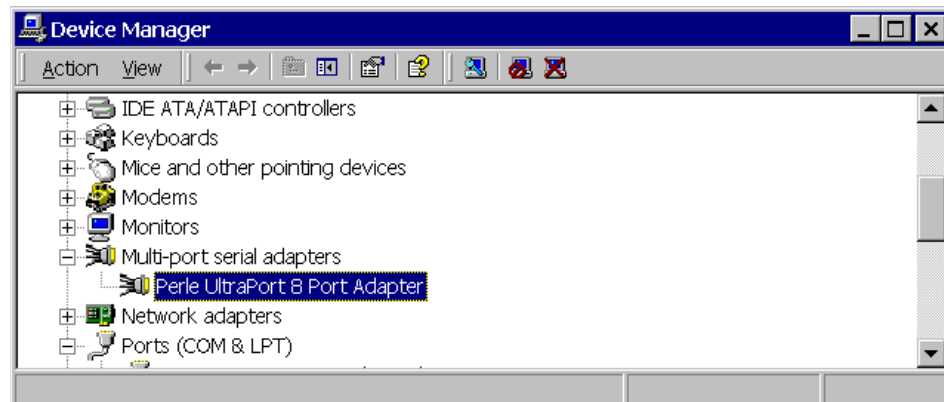 Device Manager
Action View
IDE ATA/ATAPI controllers
Keyboards
Mice and other pointing devices
Modems
Monitors
Multi-port serial adapters
Perle UltraPort 8 Port Adapter
Network adapters
Ports (COM & LPT)